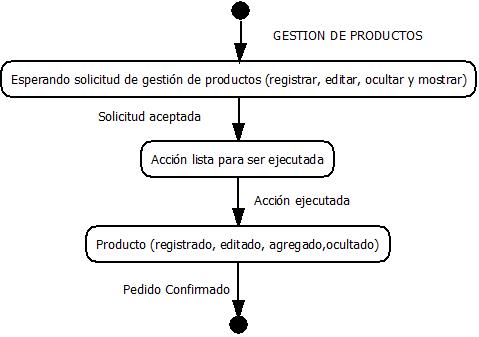 GESTION DE PRODUCTOS
Esperando solicitud de gestión de productos (registrar, editar, ocultar y mostrar)
Solicitud aceptada
Acción lista para ser ejecutada
Acción ejecutada
Producto (registrado, editado, agregado,ocultado)
Pedido Confirmado